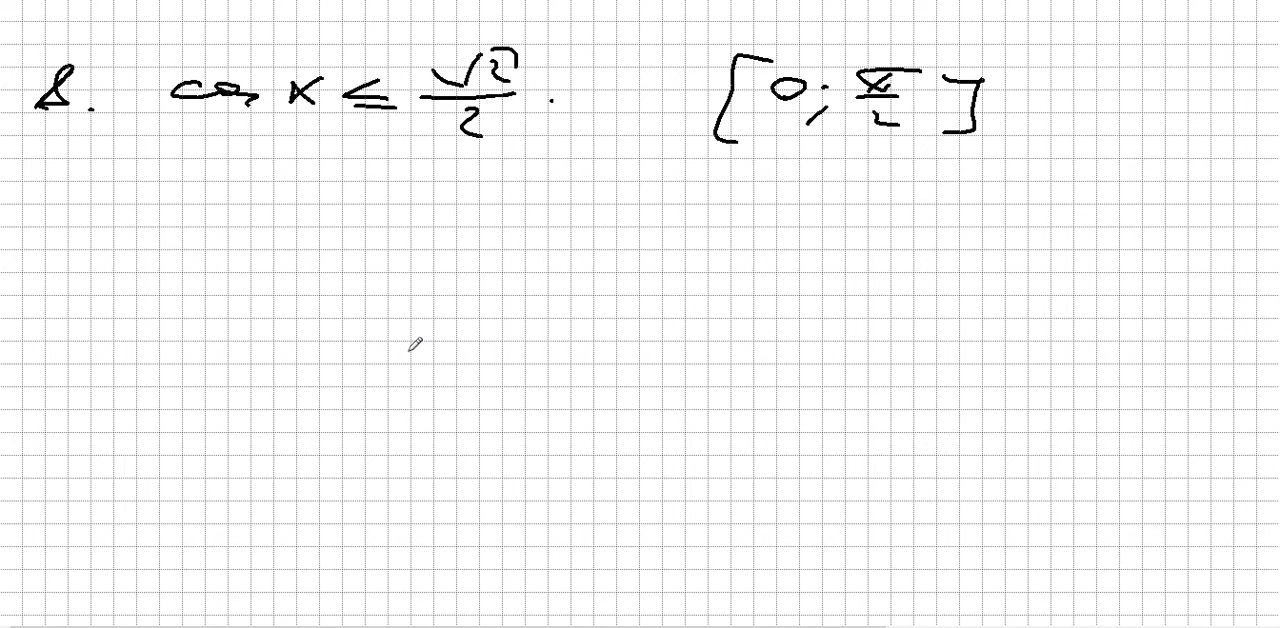 8. cos x ≤ √2/2. [0; π/2]